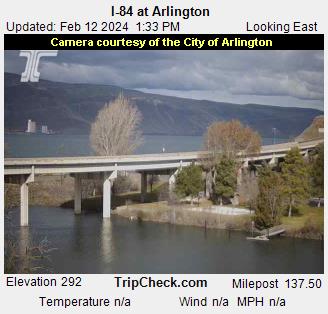 I-84 at Arlington
Updated: Feb 12 2024 1:33 PM Looking East
Camera courtesy of the City of Arlington
Elevation 292 TripCheck.com Milepost 137.50
Temperature n/a Wind n/a MPH n/a